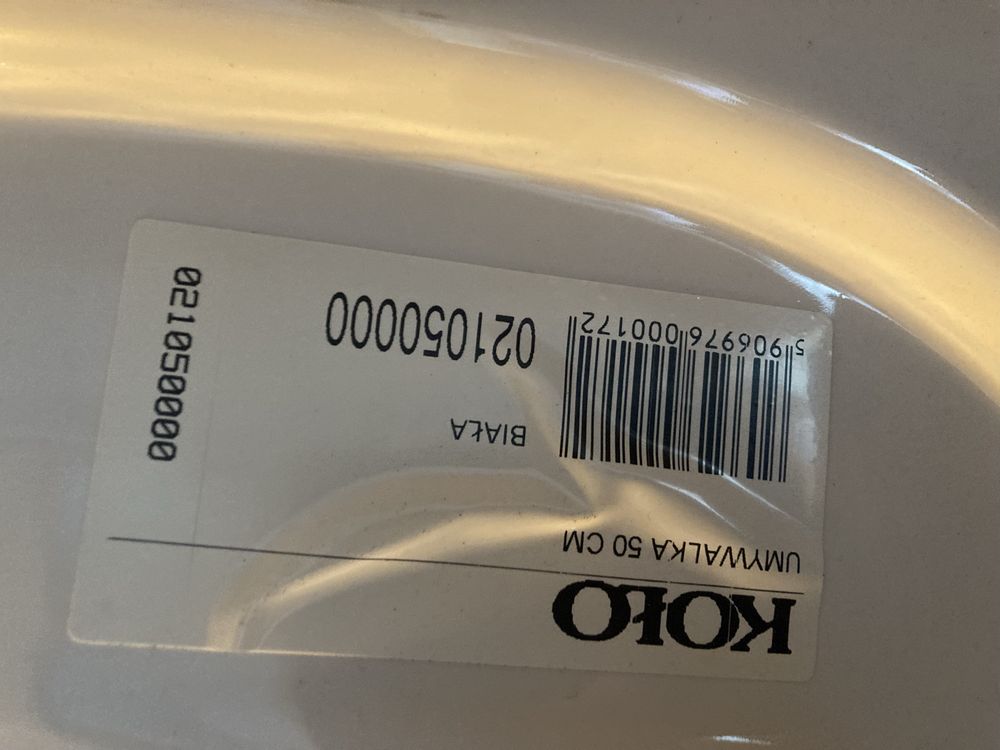 KOŁO
UMYWALKA 50 CM
BIAŁA
021050000
5 906976 000172
021050000